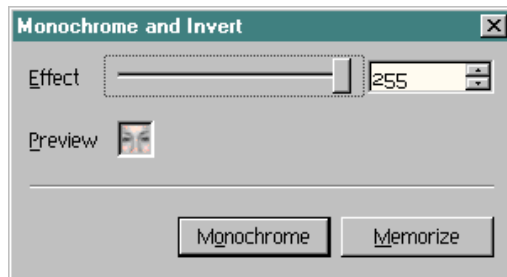 Monochrome and Invert
Effect
255
Preview
Monochrome
Memorize